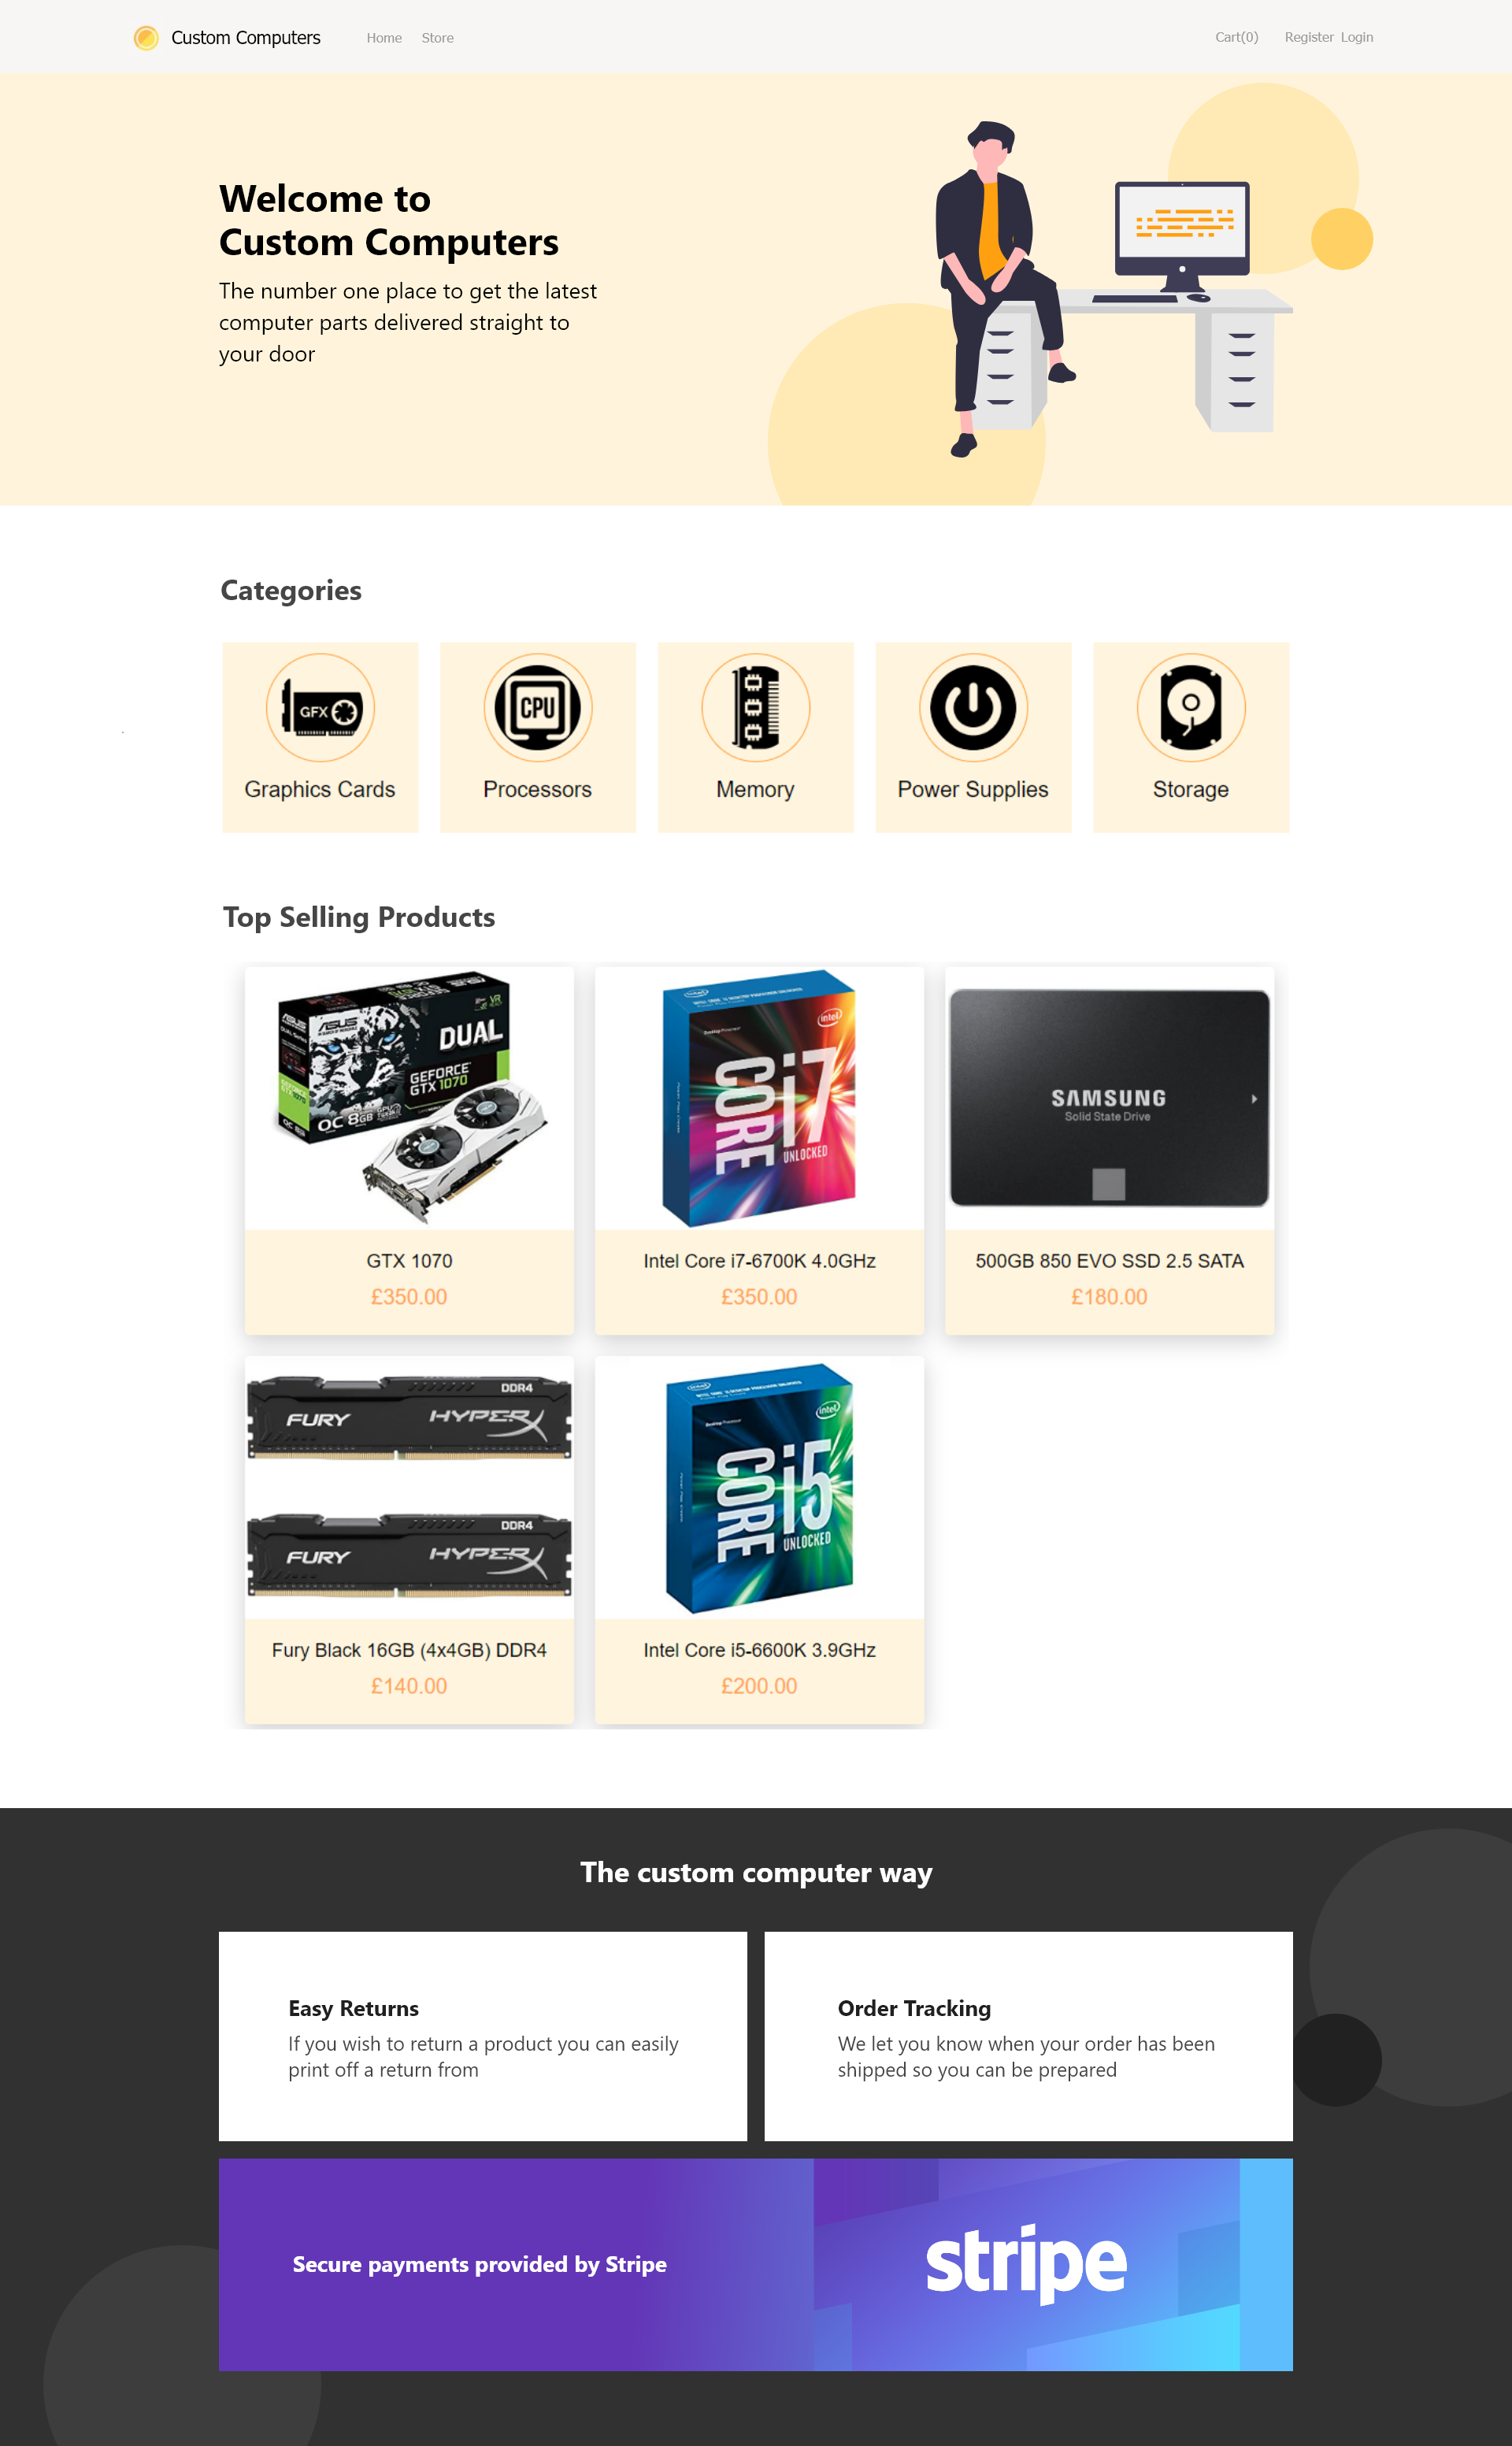 Custom Computers
Home
Store
Cart(0)
Register
Login
Welcome to
Custom Computers
The number one place to get the latest
computer parts delivered straight to
your door
Categories
GFX
CPU
Graphics Cards
Processors
Memory
Power Supplies
Storage
Top Selling Products
ASUS
VR
DUAL
GEFORCE
GTX 1070
OC 8GB
intel
CORE i7
UNLOCKED
SAMSUNG
Solid State Drive
GTX 1070
£350.00
Intel Core i7-6700K 4.0GHz
£350.00
500GB 850 EVO SSD 2.5 SATA
£180.00
DDR4
FURY
HYPERX
DDR4
FURY
HYPERX
intel
CORE i5
UNLOCKED
Fury Black 16GB (4x4GB) DDR4
£140.00
Intel Core i5-6600K 3.9GHz
£200.00
The custom computer way
Easy Returns
If you wish to return a product you can easily
print off a return from
Order Tracking
We let you know when your order has been
shipped so you can be prepared
Secure payments provided by Stripe
stripe